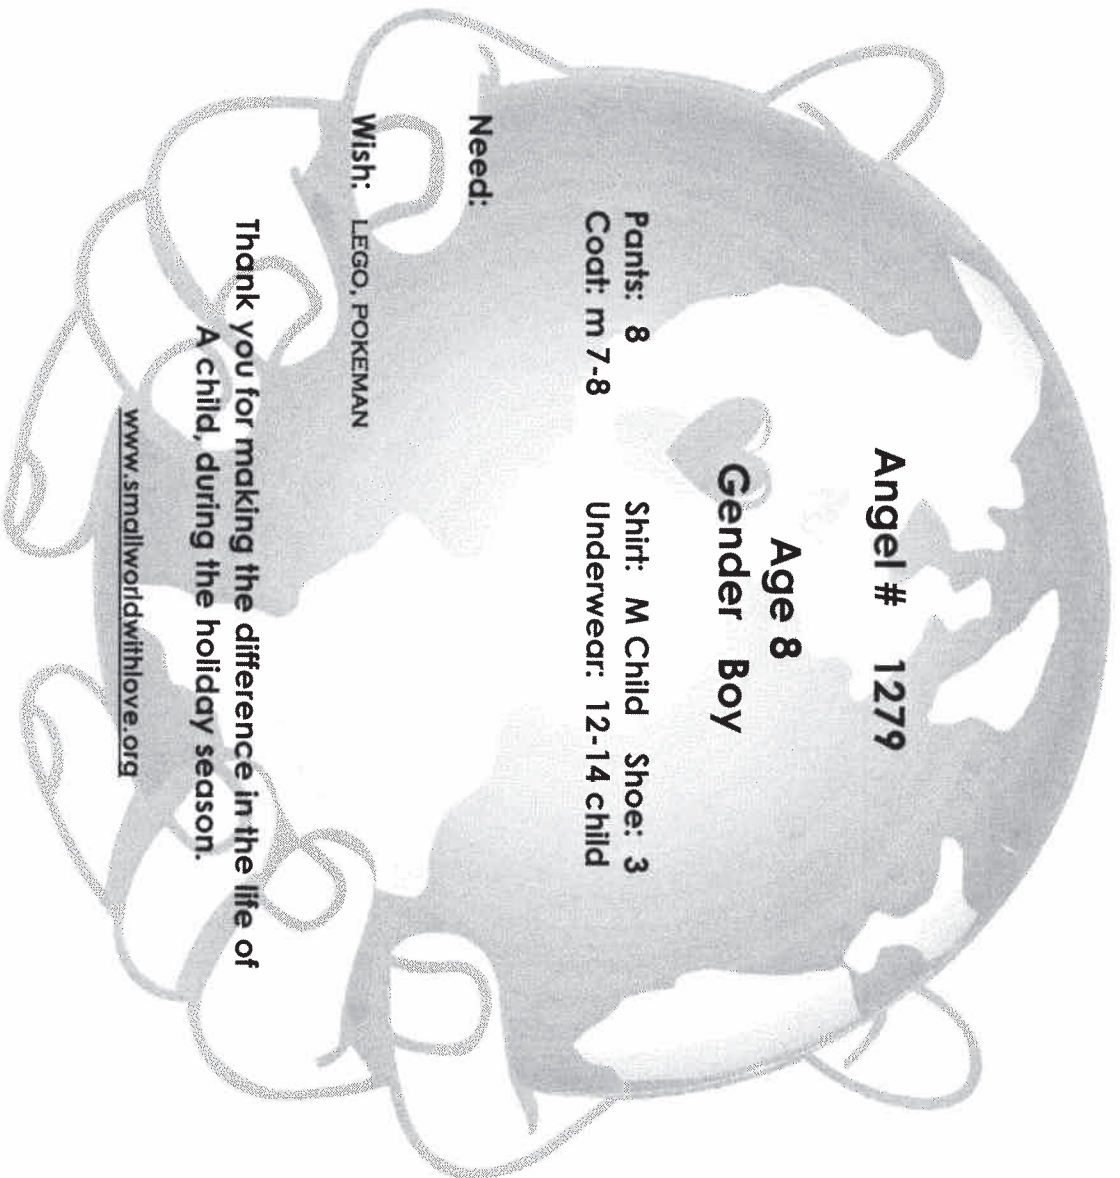 Angel # 1279
Age 8
Gender Boy
Pants: 8 Shirt: M Child Shoe: 3
Coat: m 7-8 Underwear: 12-14 child
Need:
Wish: LEGO, POKEMAN
Thank you for making the difference in the life of
A child, during the holiday season.
www.smallworldwithlove.org